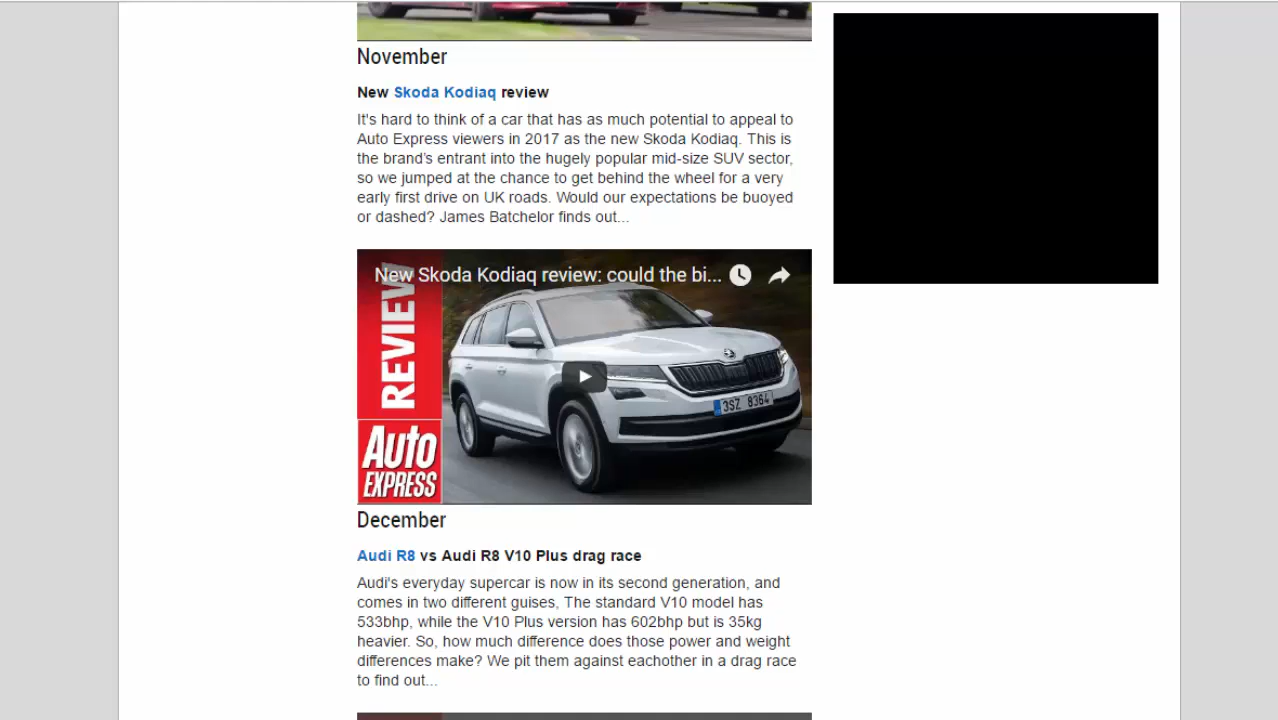 November
New Skoda Kodiaq review
It's hard to think of a car that has as much potential to appeal to
Auto Express viewers in 2017 as the new Skoda Kodiaq. This is
the brand's entrant into the hugely popular mid-size SUV sector,
so we jumped at the chance to get behind the wheel for a very
early first drive on UK roads. Would our expectations be buoyed
or dashed? James Batchelor finds out...
New Skoda Kodiaq review: could the bi...
REVIEW
3SZ 8364
Auto
EXPRESS
December
Audi R8 vs Audi R8 V10 Plus drag race
Audi's everyday supercar is now in its second generation, and
comes in two different guises, The standard V10 model has
533bhp, while the V10 Plus version has 602bhp but is 35kg
heavier. So, how much difference does those power and weight
differences make? We pit them against eachother in a drag race
to find out...